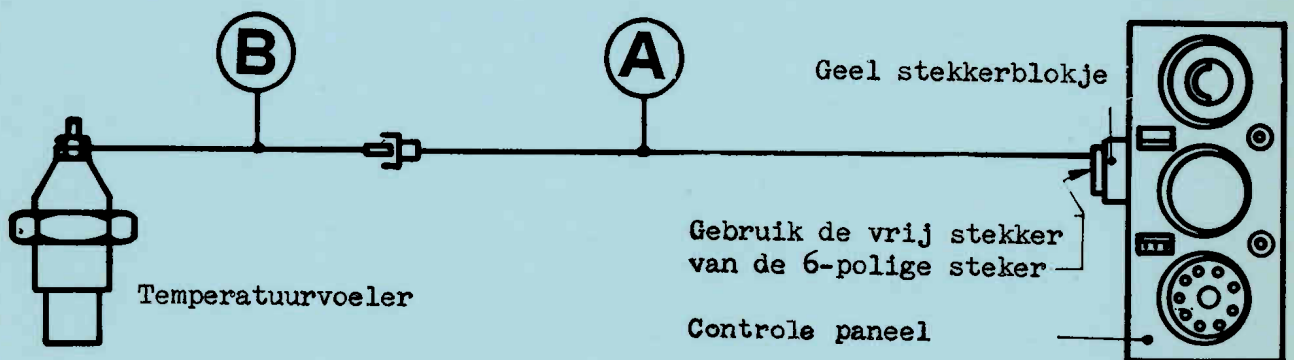 B
A
Geel stekkerblokje
Gebruik de vrij stekker
van de 6-polige steker
Temperatuurvoeler
Controle paneel